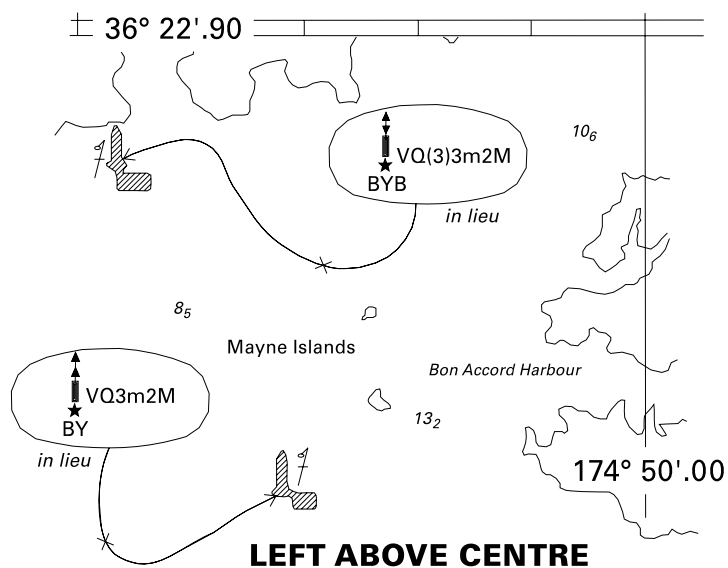 36° 22'.90
10₆
VQ(3)3m2M
BYB
in lieu
8₅
Mayne Islands
Bon Accord Harbour
VQ3m2M
BY
13₂
in lieu
174° 50'.00
LEFT ABOVE CENTRE